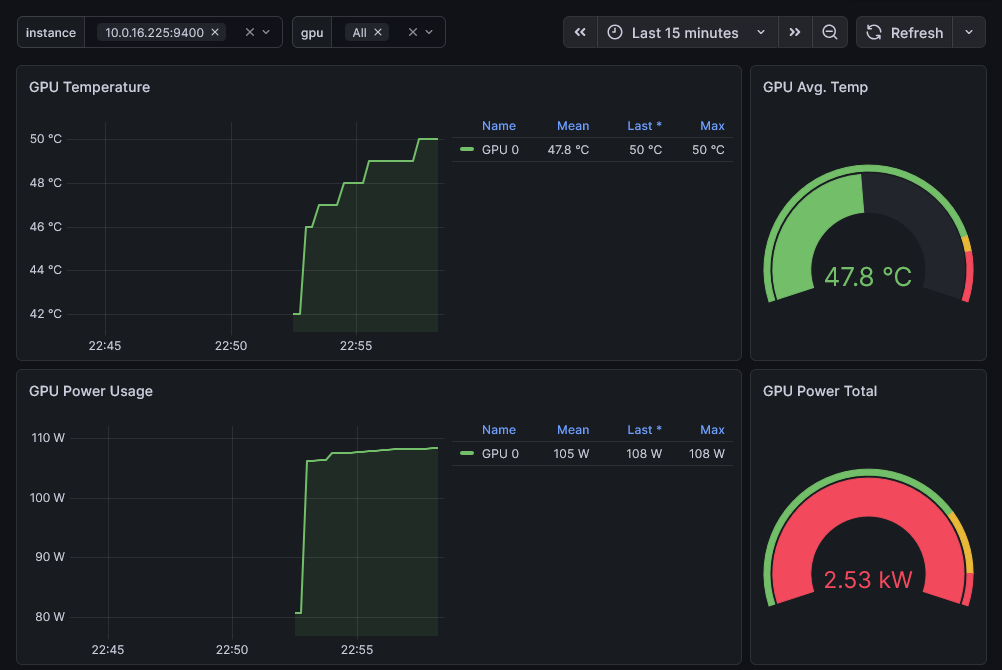 instance 10.0.16.225:9400 gpu All Last 15 minutes Refresh
GPU Temperature
50 °C
48 °C
46 °C
44 °C
42 °C
22:45 22:50 22:55
Name Mean Last * Max
GPU 0 47.8 °C 50 °C 50 °C
GPU Avg. Temp
47.8 °C
GPU Power Usage
110 W
100 W
90 W
80 W
22:45 22:50 22:55
Name Mean Last * Max
GPU 0 105 W 108 W 108 W
GPU Power Total
2.53 kW